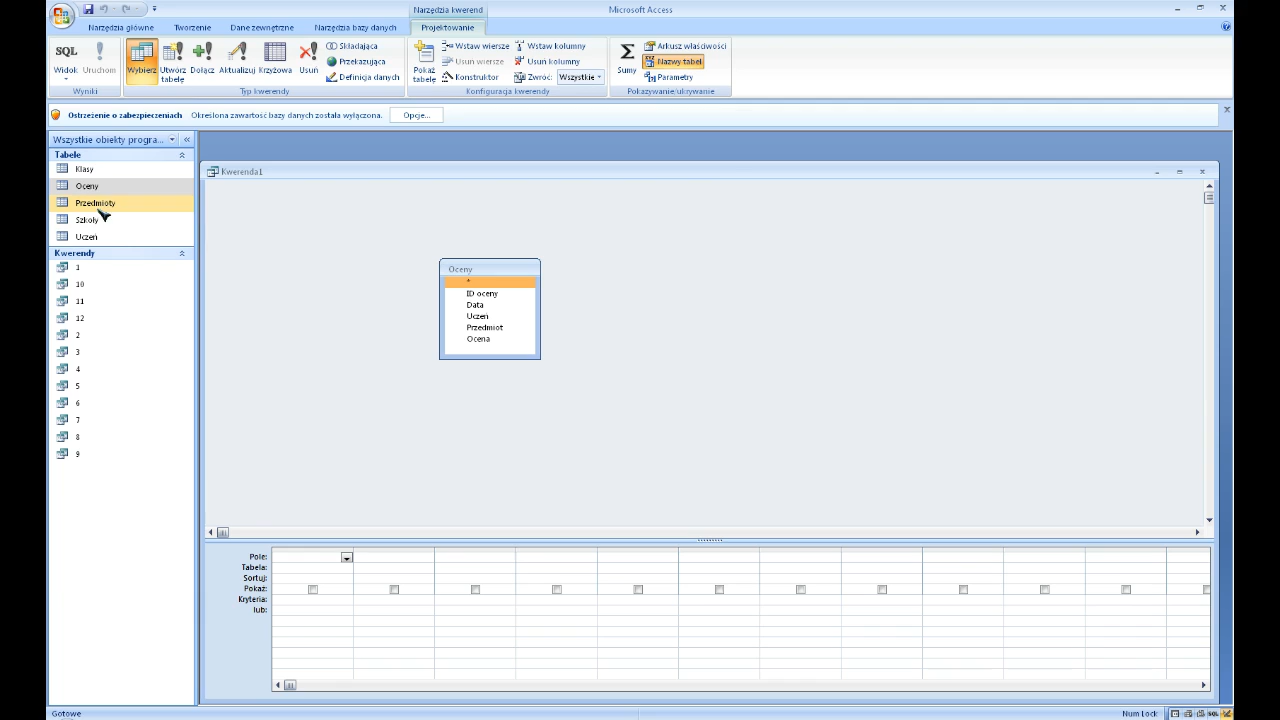 Narzędzia kwerend
Microsoft Access
Narzędzia główne
Tworzenie
Dane zewnętrzne
Narzędzia bazy danych
Projektowanie
SQL
Widok
Uruchom
Wyniki
Wybierz
Utwórz tabelę
Dołącz
Aktualizuj
Krzyżowa
Usuń
Składająca
Przekazująca
Definicja danych
Typ kwerendy
Pokaż tabelę
Wstaw wiersze
Usuń wiersze
Konstruktor
Wstaw kolumny
Usuń kolumny
Zwróć: Wszystkie
Konfiguracja kwerendy
Σ
Sumy
Arkusz właściwości
Nazwy tabel
Parametry
Pokazywanie/ukrywanie
Ostrzeżenie o zabezpieczeniach Określona zawartość bazy danych została wyłączona. Opcje...
Wszystkie obiekty progra...
Tabele
Klasy
Oceny
Przedmioty
Szkoły
Uczeń
Kwerendy
1
10
11
12
2
3
4
5
6
7
8
9
Kwerenda1
Oceny
*
ID oceny
Data
Uczeń
Przedmiot
Ocena
Pole:
Tabela:
Sortuj:
Pokaż:
Kryteria:
lub:
Gotowe
Num Lock
SQL